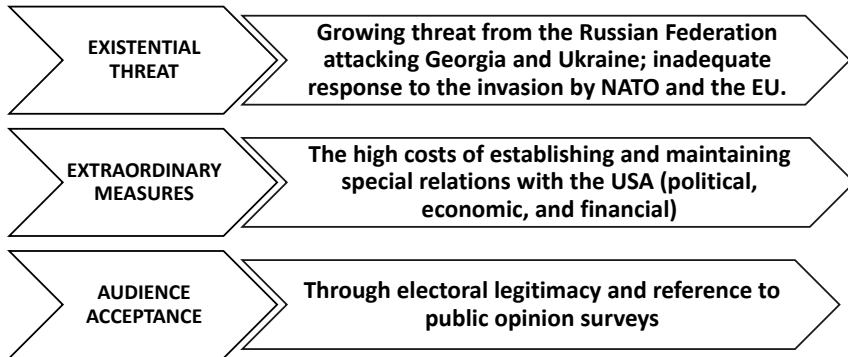 EXISTENTIAL
THREAT
Growing threat from the Russian Federation
attacking Georgia and Ukraine; inadequate
response to the invasion by NATO and the EU.
EXTRAORDINARY
MEASURES
The high costs of establishing and maintaining
special relations with the USA (political,
economic, and financial)
AUDIENCE
ACCEPTANCE
Through electoral legitimacy and reference to
public opinion surveys